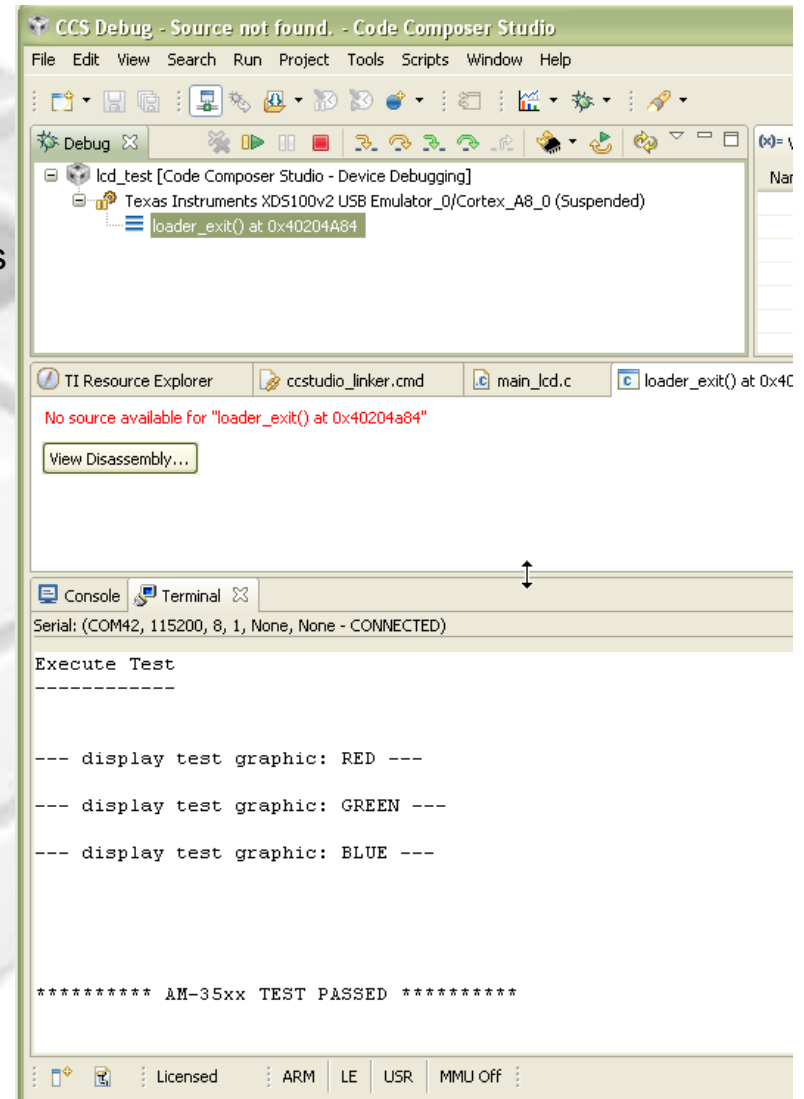 CCS Debug - Source not found. - Code Composer Studio
File Edit View Search Run Project Tools Scripts Window Help
Debug
(x)=
lcd_test [Code Composer Studio - Device Debugging]
Nar
Texas Instruments XDS100v2 USB Emulator_0/Cortex_A8_0 (Suspended)
loader_exit() at 0x40204A84
s
TI Resource Explorer ccstudio_linker.cmd main_lcd.c loader_exit() at 0x40
No source available for "loader_exit() at 0x40204a84"
View Disassembly...
Console Terminal
Serial: (COM42, 115200, 8, 1, None, None - CONNECTED)
Execute Test
------------
--- display test graphic: RED ---
--- display test graphic: GREEN ---
--- display test graphic: BLUE ---
********** AM-35xx TEST PASSED **********
Licensed ARM LE USR MMU Off